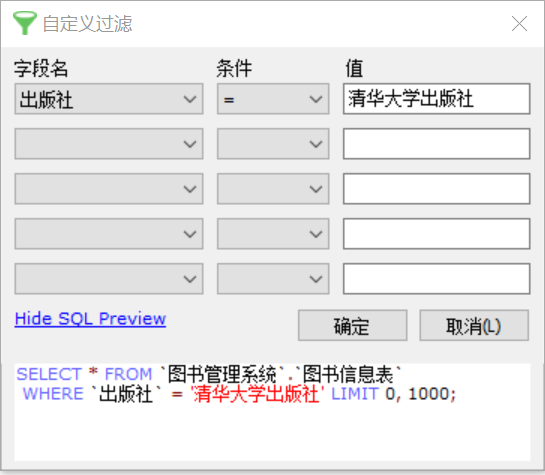 自定义过滤
字段名 条件 值
出版社 = 清华大学出版社
Hide SQL Preview 确定 取消(L)
SELECT * FROM `图书管理系统`.`图书信息表`
WHERE `出版社` = '清华大学出版社' LIMIT 0, 1000;